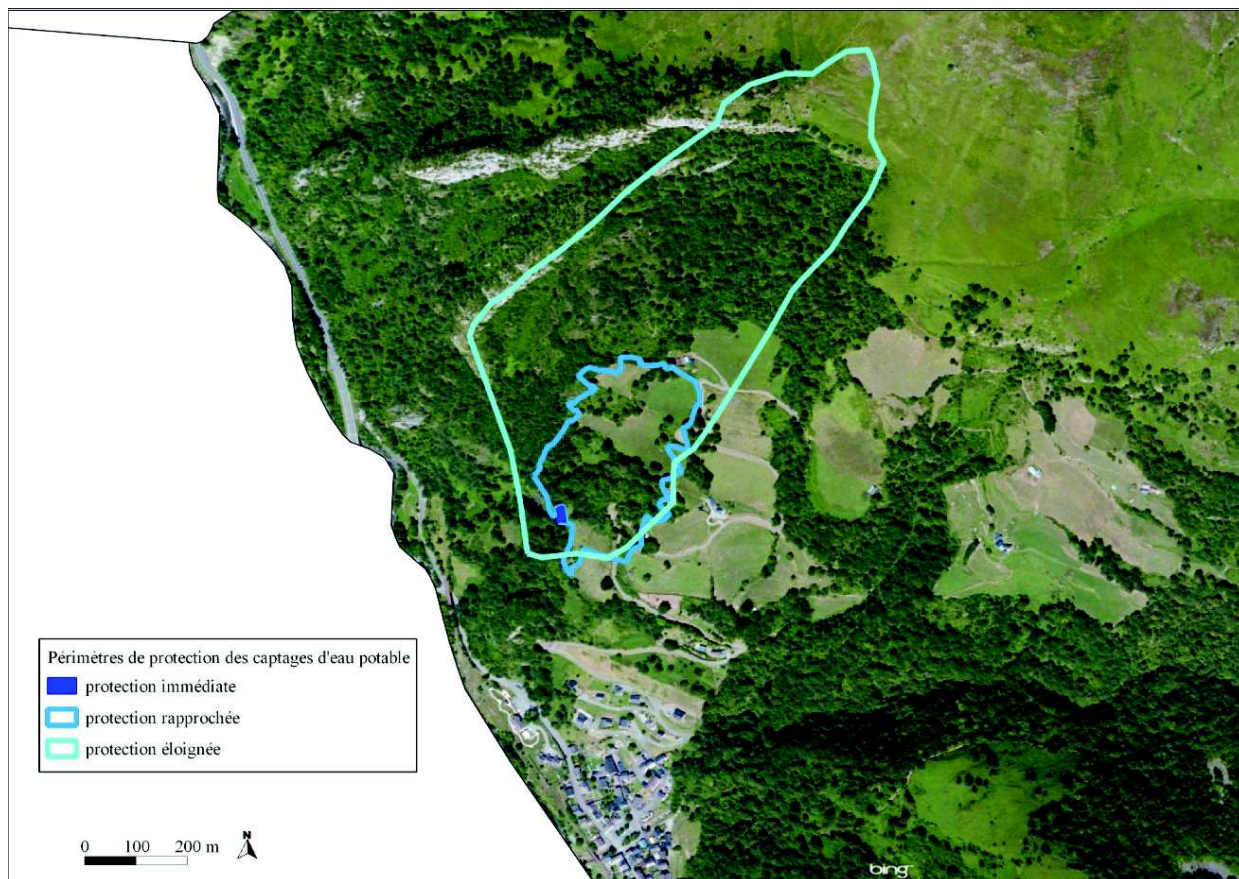 Périmètres de protection des captages d'eau potable
protection immédiate
protection rapprochée
protection éloignée
0 100 200 m
N
bing